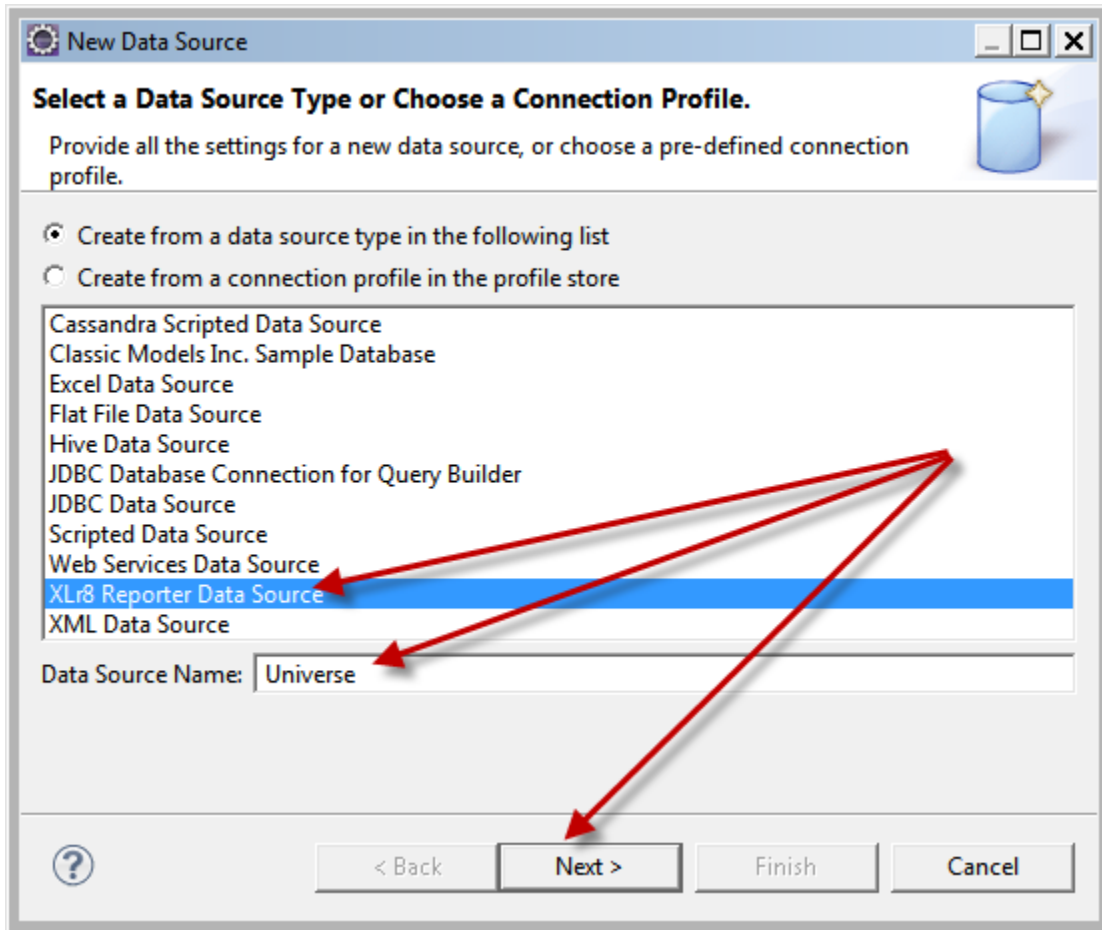 New Data Source
Select a Data Source Type or Choose a Connection Profile.
Provide all the settings for a new data source, or choose a pre-defined connection
profile.
Create from a data source type in the following list
Create from a connection profile in the profile store
Cassandra Scripted Data Source
Classic Models Inc. Sample Database
Excel Data Source
Flat File Data Source
Hive Data Source
JDBC Database Connection for Query Builder
JDBC Data Source
Scripted Data Source
Web Services Data Source
XLr8 Reporter Data Source
XML Data Source
Data Source Name: Universe
? < Back Next > Finish Cancel